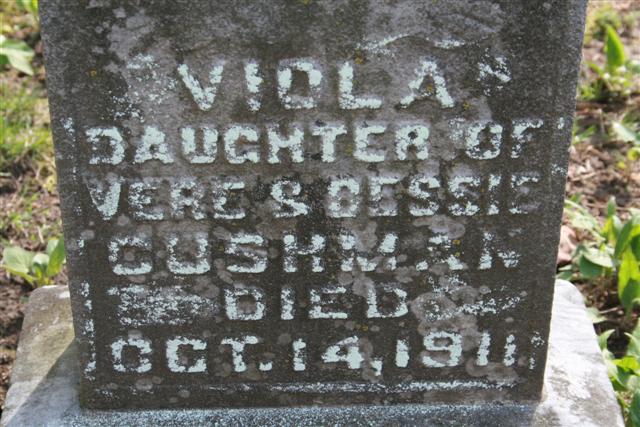 VIOLA
DAUGHTER OF
VERE & BESSIE
CUSHMAN
DIED
OCT. 14, 1911